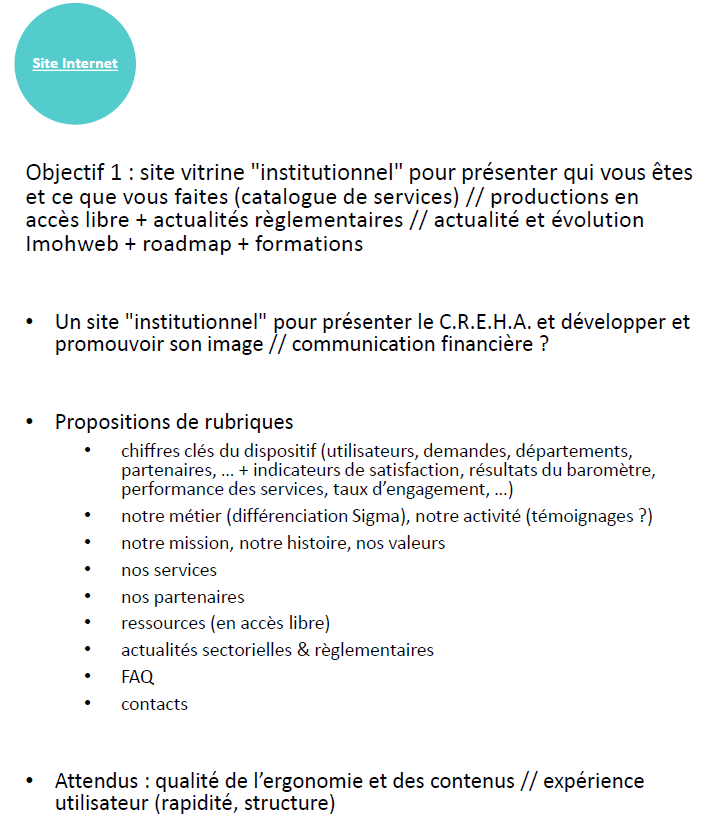 Site Internet
Objectif 1 : site vitrine "institutionnel" pour présenter qui vous êtes
et ce que vous faites (catalogue de services) // productions en
accès libre + actualités règlementaires // actualité et évolution
Imohweb + roadmap + formations
• Un site "institutionnel" pour présenter le C.R.E.H.A. et développer et
promouvoir son image // communication financière ?
• Propositions de rubriques
• chiffres clés du dispositif (utilisateurs, demandes, départements,
partenaires, ... + indicateurs de satisfaction, résultats du baromètre,
performance des services, taux d’engagement, ...)
• notre métier (différenciation Sigma), notre activité (témoignages ?)
• notre mission, notre histoire, nos valeurs
• nos services
• nos partenaires
• ressources (en accès libre)
• actualités sectorielles & règlementaires
• FAQ
• contacts
• Attendus : qualité de l’ergonomie et des contenus // expérience
utilisateur (rapidité, structure)